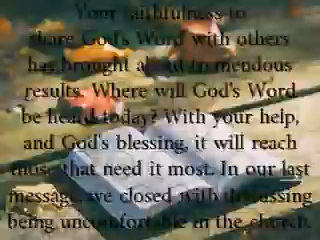 Your faithfulness to
share God's Word with others
has brought about tremendous
results. Where will God's Word
be heard today? With your help,
and God's blessing, it will reach
those that need it most. In our last
message, we closed with discussing
being uncomfortable in the church.